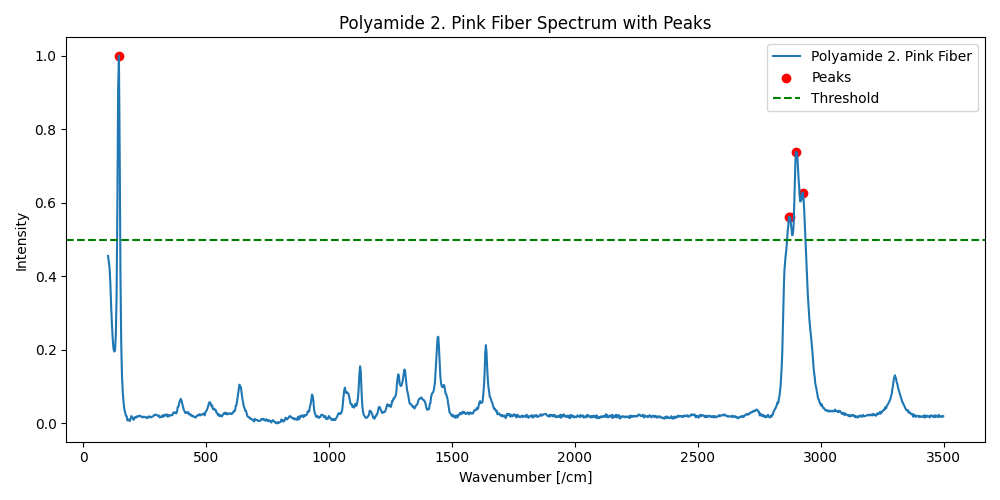 Polyamide 2. Pink Fiber Spectrum with Peaks
Polyamide 2. Pink Fiber
Peaks
Threshold
Intensity
1.0
0.8
0.6
0.4
0.2
0.0
0 500 1000 1500 2000 2500 3000 3500
Wavenumber [/cm]